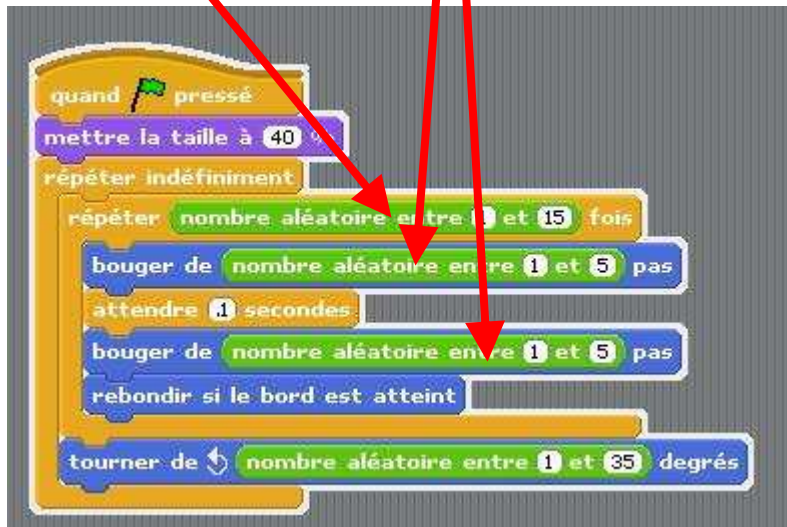 quand pressé
mettre la taille à 40 %
répéter indéfiniment
répéter nombre aléatoire entre 1 et 15 fois
bouger de nombre aléatoire entre 1 et 5 pas
attendre .1 secondes
bouger de nombre aléatoire entre 1 et 5 pas
rebondir si le bord est atteint
tourner de nombre aléatoire entre 1 et 35 degrés